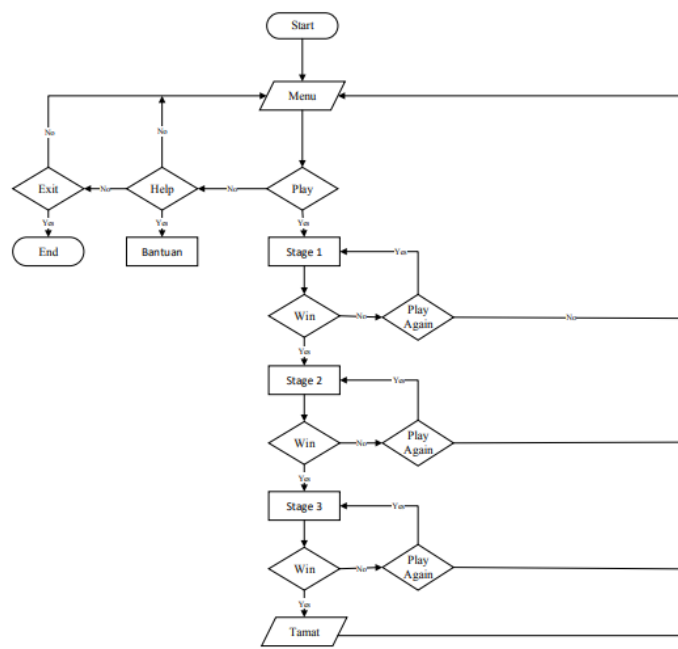 Start
Menu
No
No
Exit
No
Help
No
Play
Yes
Yes
Yes
End
Bantuan
Stage 1
Yes
Win
No
Play
Again
No
Yes
Stage 2
Yes
Win
No
Play
Again
Yes
Stage 3
Yes
Win
No
Play
Again
Yes
Tamat